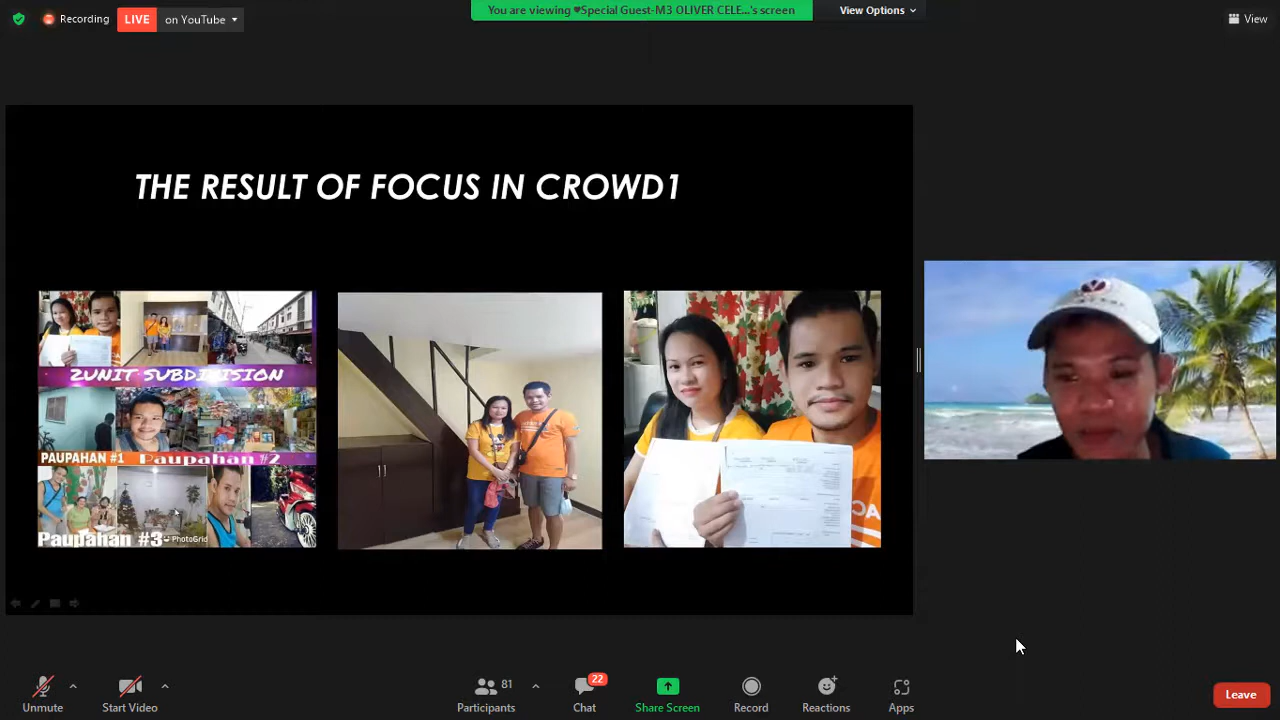 Recording
LIVE
on YouTube
You are viewing ♥Special Guest-M3 OLIVER CELE...'s screen
View Options
View
THE RESULT OF FOCUS IN CROWD1
2UNIT SUBDIVISION
PAUPAHAN #1
Paupahan #2
Paupahan #3
PhotoGrid
Unmute
Start Video
81
Participants
22
Chat
Share Screen
Record
Reactions
Apps
Leave